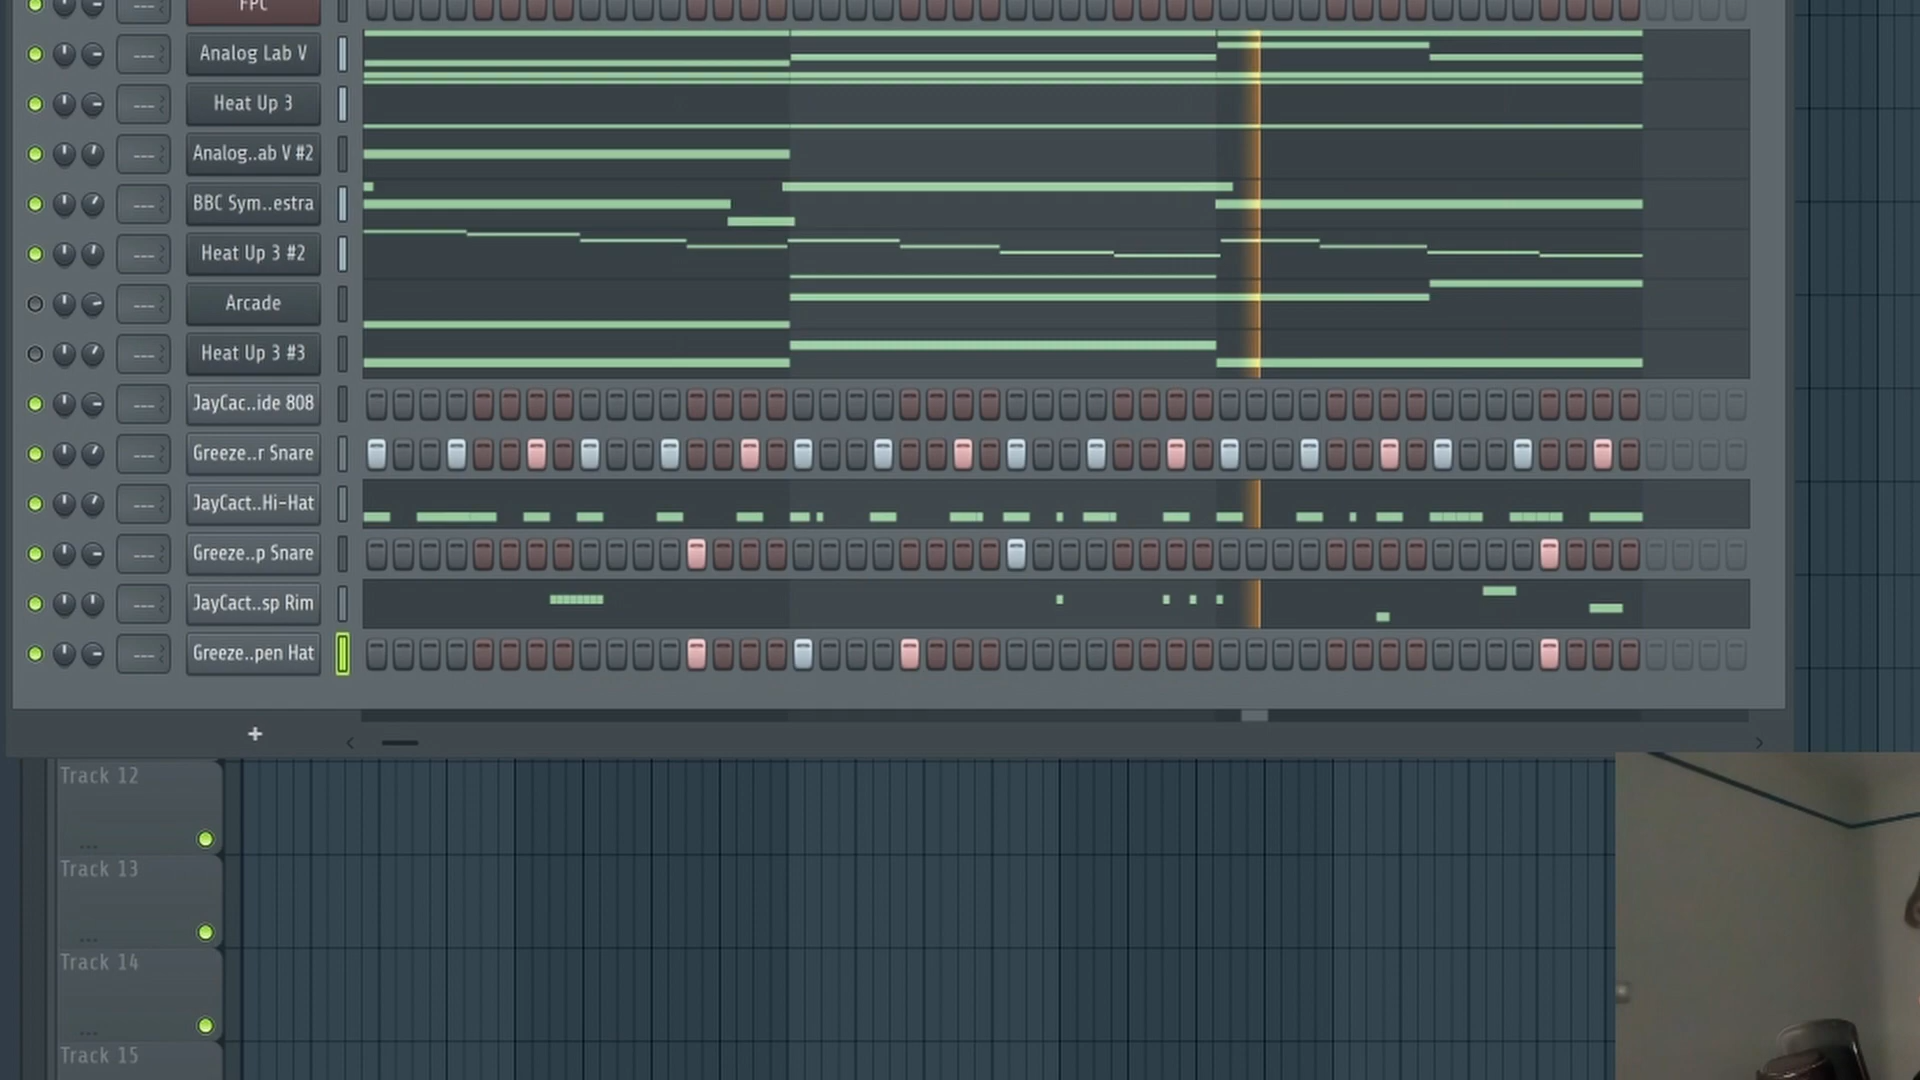 FPC
Analog Lab V
Heat Up 3
Analog..ab V #2
BBC Sym..estra
Heat Up 3 #2
Arcade
Heat Up 3 #3
JayCac..ide 808
Greeze..r Snare
JayCact..Hi-Hat
Greeze..p Snare
JayCact..sp Rim
Greeze..pen Hat
+
Track 12
...
Track 13
...
Track 14
...
Track 15